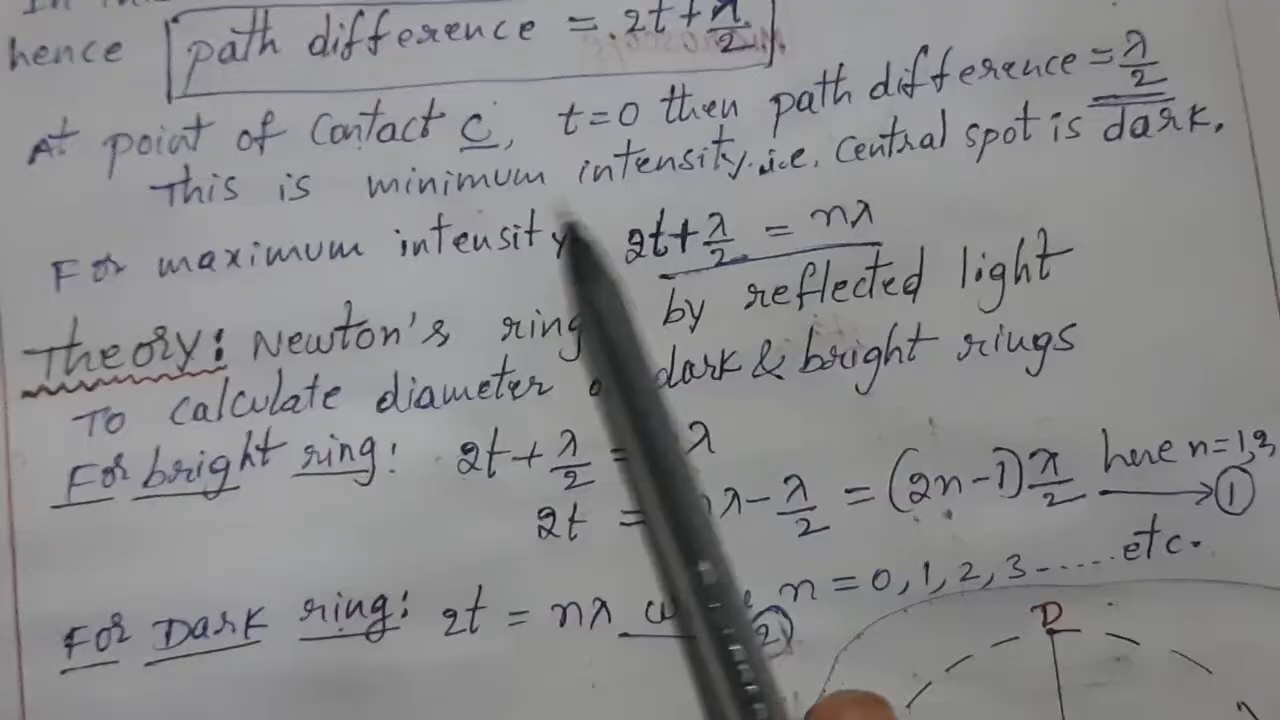 hence path difference = 2t + λ/2
At point of Contact C, t=0 then path difference = λ/2
This is minimum intensity. i.e. Central spot is dark.
For maximum intensity 2t + λ/2 = nλ
Theory: Newton's ring by reflected light
To calculate diameter dark & bright rings
For bright ring: 2t + λ/2 = λ
2t = λ - λ/2 = (2n-1)λ/2 here n=1,2 → ①
For Dark ring: 2t = nλ n = 0, 1, 2, 3 ..... etc.
②
D